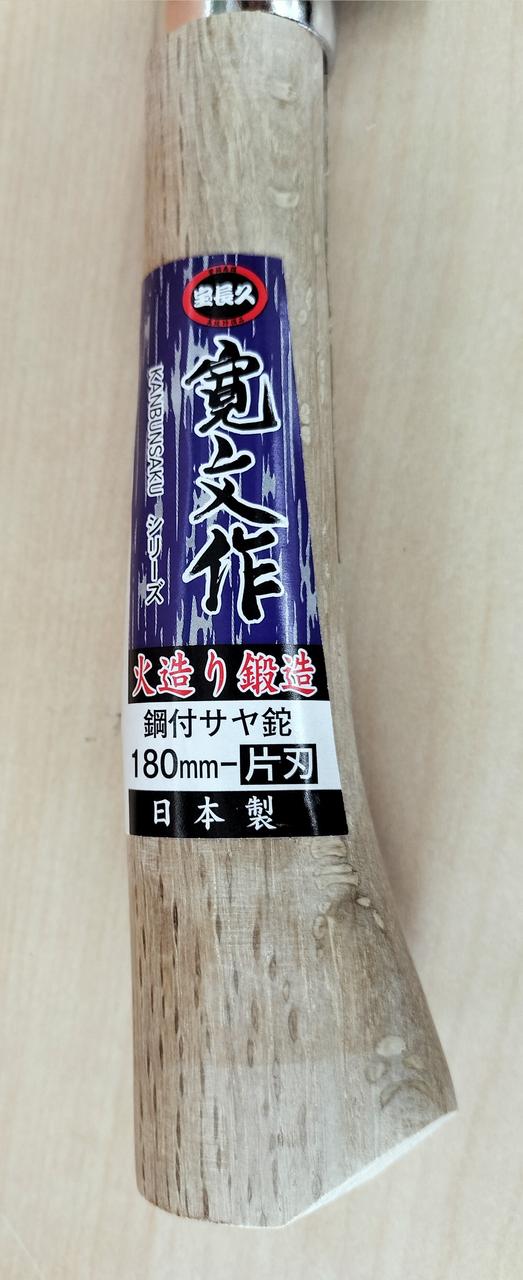 宝長久
寛文作
KANBUNSAKU シリーズ
火造り鍛造
鋼付サヤ鉈
180mm-片刃
日本製